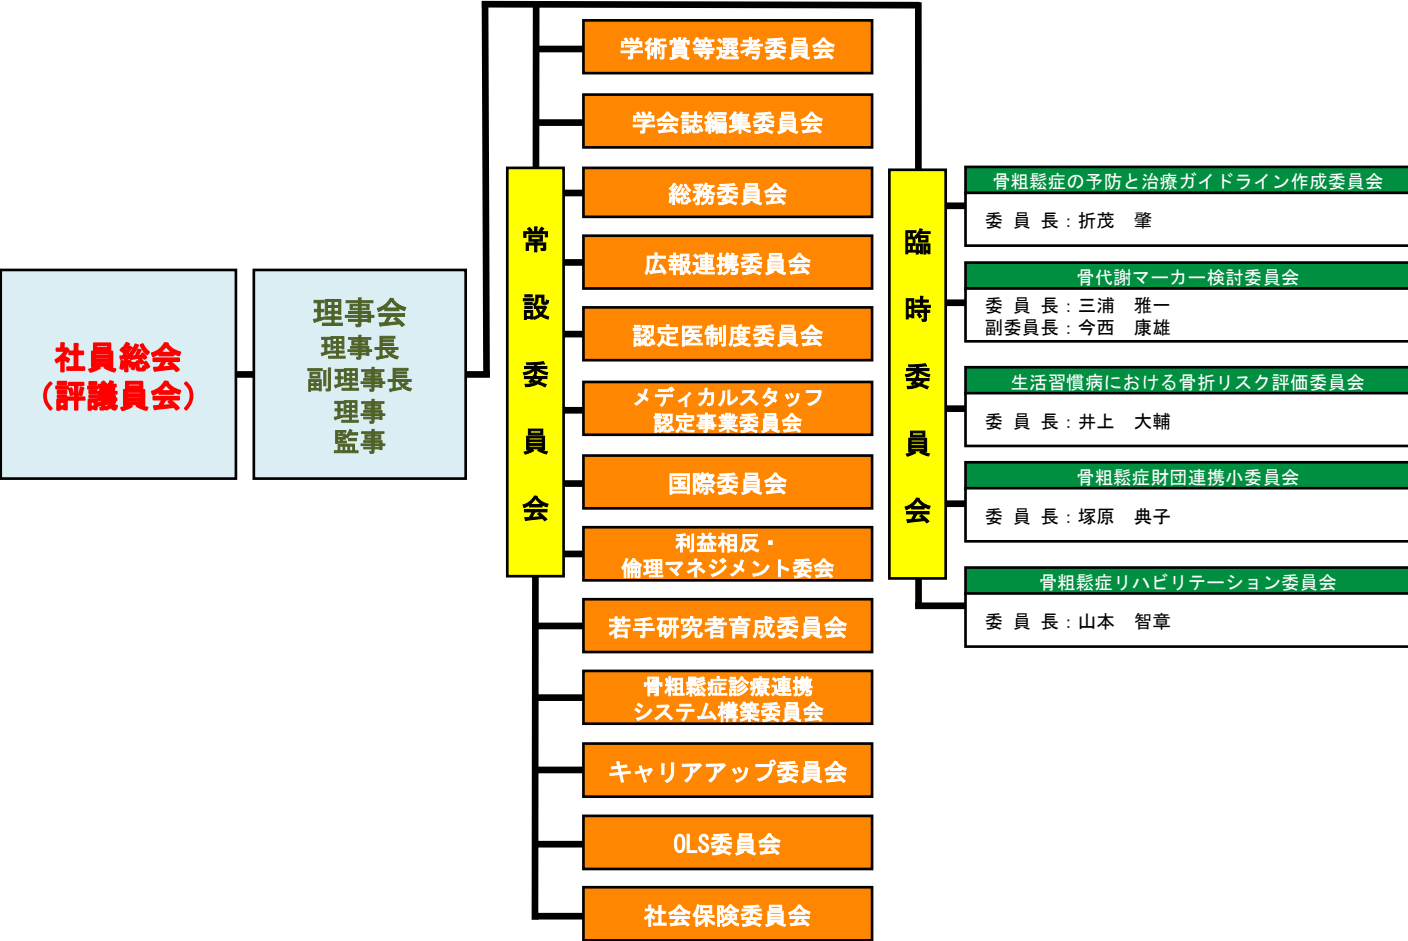 社員総会
（評議員会）
理事会
理事長
副理事長
理事
監事
常設委員会
学術賞等選考委員会
学会誌編集委員会
総務委員会
広報連携委員会
認定医制度委員会
メディカルスタッフ
認定事業委員会
国際委員会
利益相反・
倫理マネジメント委会
若手研究者育成委員会
骨粗鬆症診療連携
システム構築委員会
キャリアアップ委員会
OLS委員会
社会保険委員会
臨時委員会
骨粗鬆症の予防と治療ガイドライン作成委員会
委 員 長：折茂　肇
骨代謝マーカー検討委員会
委 員 長：三浦　雅一
副委員長：今西　康雄
生活習慣病における骨折リスク評価委員会
委 員 長：井上　大輔
骨粗鬆症財団連携小委員会
委 員 長：塚原　典子
骨粗鬆症リハビリテーション委員会
委 員 長：山本　智章